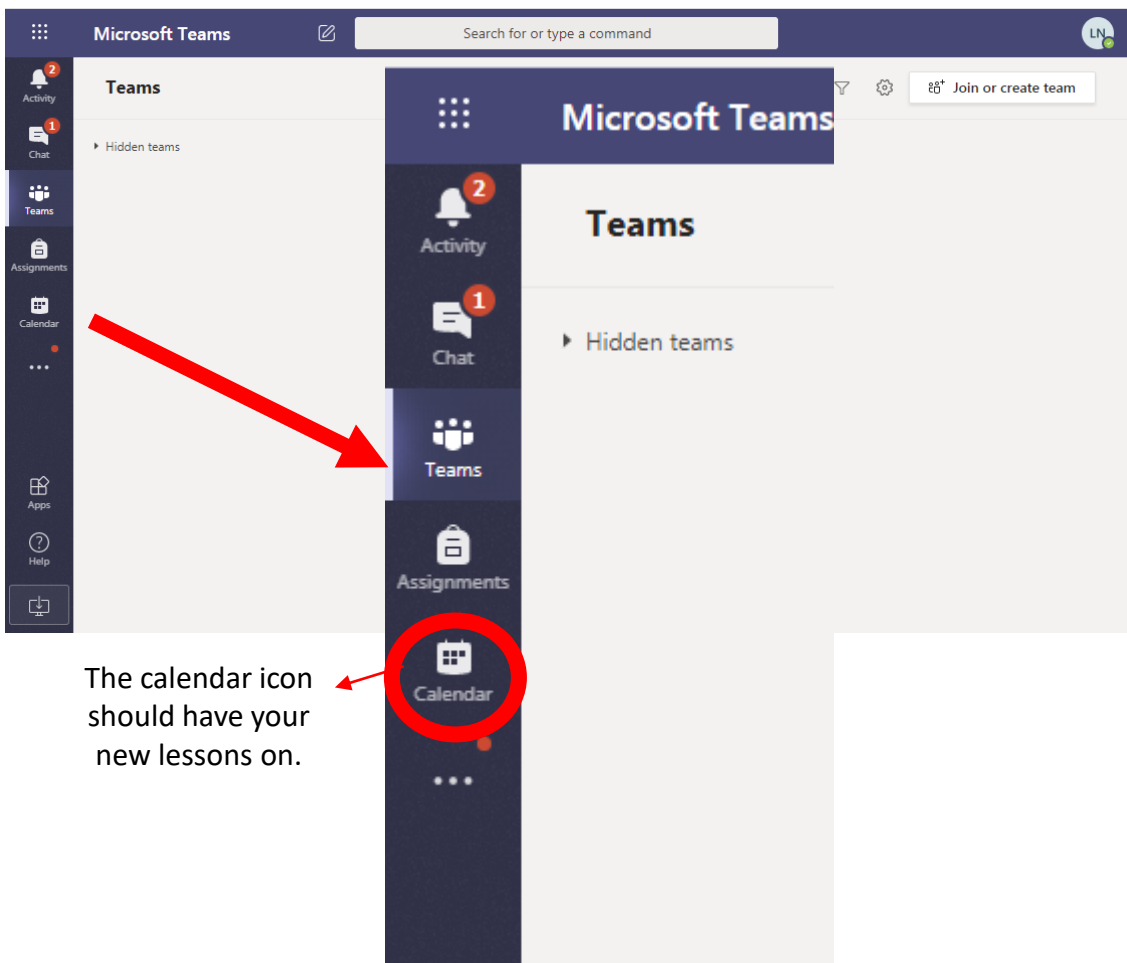 Microsoft Teams
Search for or type a command
LN
2
Activity
Teams
Join or create team
1
Chat
Hidden teams
Teams
Assignments
Calendar
Apps
Help
Microsoft Teams
2
Activity
Teams
1
Chat
Hidden teams
Teams
Assignments
Calendar
The calendar icon
should have your
new lessons on.